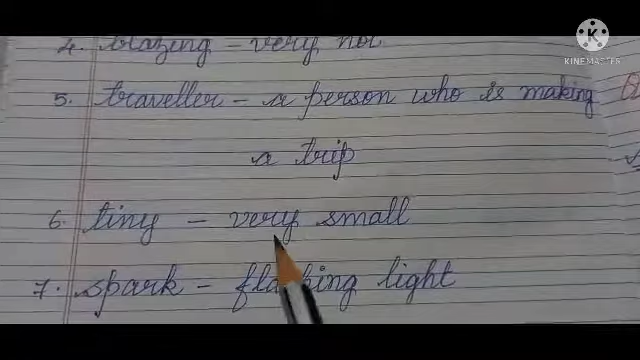 4. blazing – very hot
KINEMASTER
5. traveller – a person who is making
a trip
6. tiny – very small
7. spark – flashing light